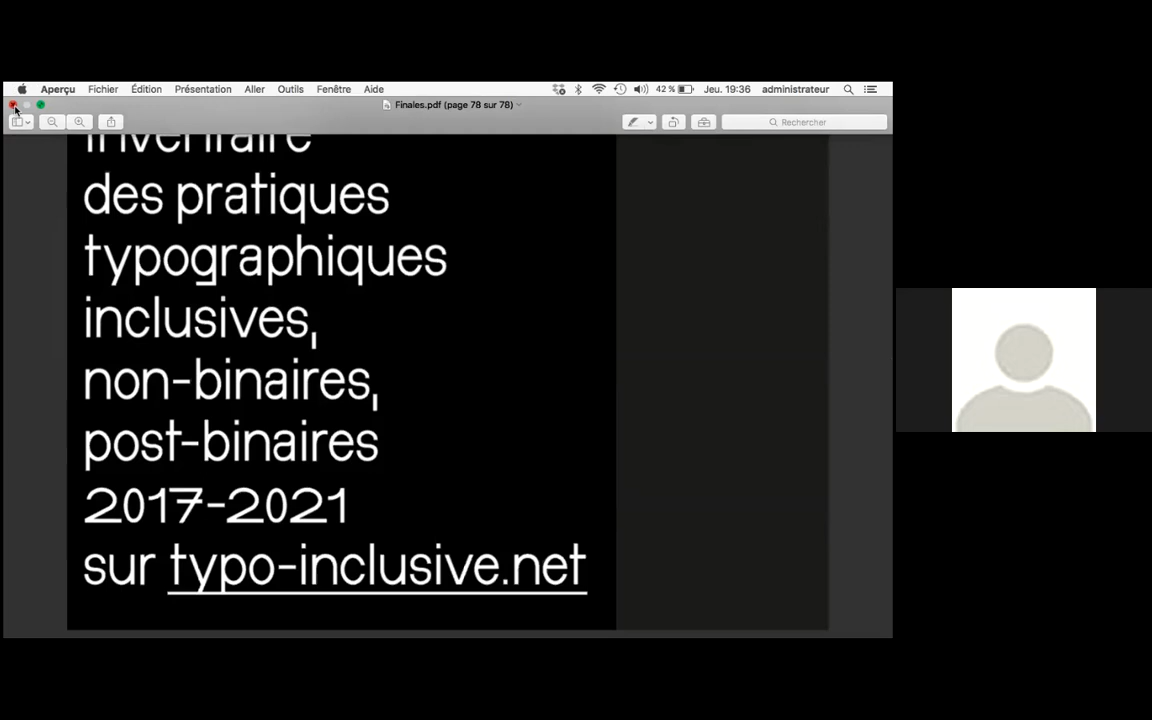 Aperçu Fichier Édition Présentation Aller Outils Fenêtre Aide 42 % Jeu. 19:36 administrateur
Finales.pdf (page 78 sur 78)
Rechercher
inventaire
des pratiques
typographiques
inclusives,
non-binaires,
post-binaires
2017-2021
sur typo-inclusive.net